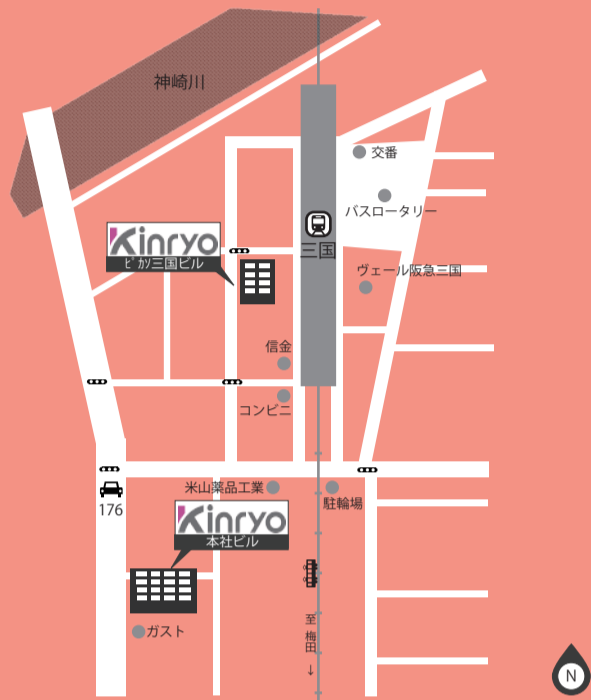 神崎川
交番
バスロータリー
三国
Kinryo
ピカソ三国ビル
ヴェール阪急三国
信金
コンビニ
米山薬品工業
駐輪場
176
Kinryo
本社ビル
至 梅田 →
ガスト
N